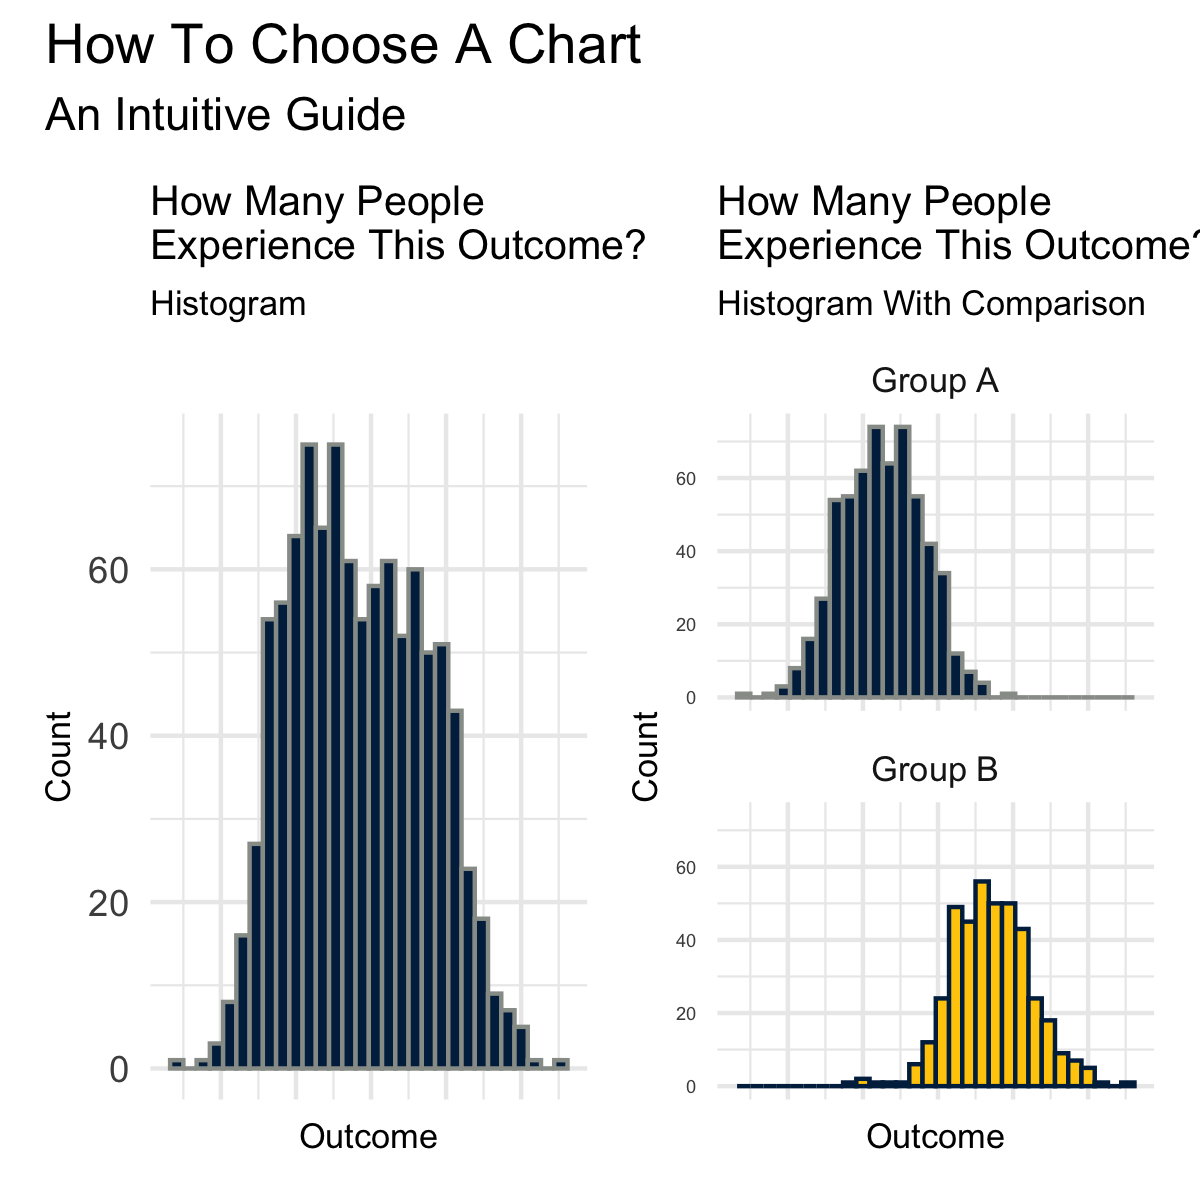 How To Choose A Chart
An Intuitive Guide
How Many People
Experience This Outcome?
Histogram
60
40
20
0
Count
Outcome
How Many People
Experience This Outcome?
Histogram With Comparison
Group A
60
40
20
0
Count
Group B
60
40
20
0
Outcome